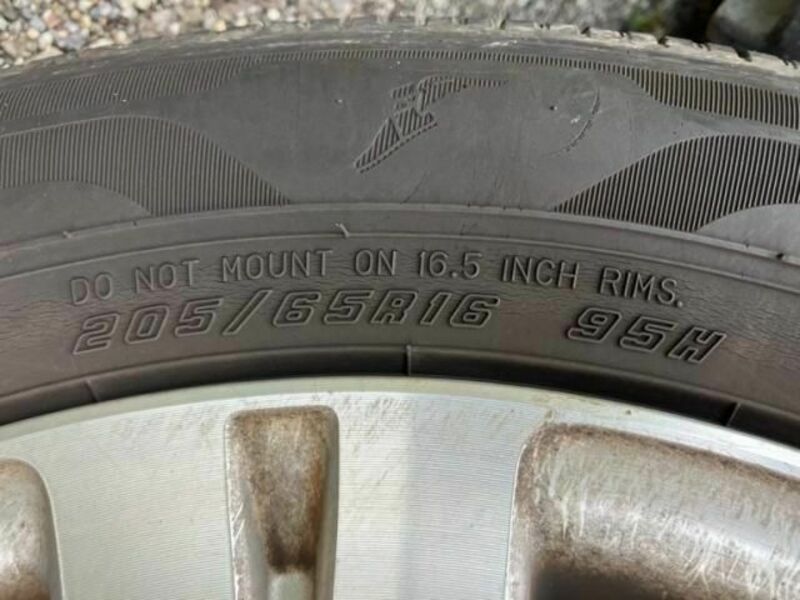 DO NOT MOUNT ON 16.5 INCH RIMS.
205/65R16 95H